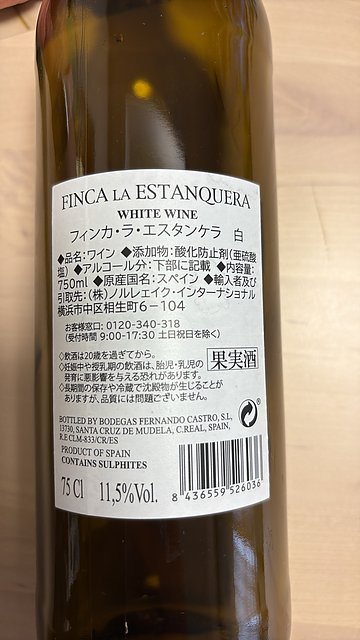 FINCA LA ESTANQUERA
WHITE WINE
フィンカ・ラ・エスタンケラ 白
◆品名:ワイン ◆添加物:酸化防止剤(亜硫酸
塩) ◆アルコール分:下部に記載 ◆内容量:
750ml ◆原産国名:スペイン ◆輸入者及び
引取先:(株)ノルレェイク・インターナショナル
横浜市中区相生町6-104
お客様窓口: 0120-340-318
(受付時間 9:00-17:30 土日祝日を除く)
◇飲酒は20歳を過ぎてから。
◇妊娠中や授乳期の飲酒は、胎児・乳児の
発育に悪影響を与える恐れがあります。
◇長期間の保存や冷蔵で沈殿物が生じることが
ありますが、品質には問題ございません。
果実酒
BOTTLED BY BODEGAS FERNANDO CASTRO, S.L,
13730, SANTA CRUZ DE MUDELA, C.REAL, SPAIN,
R.E CLM-833/CR/ES
PRODUCT OF SPAIN
CONTAINS SULPHITES
75 Cl 11,5%Vol.
8 436559 526036